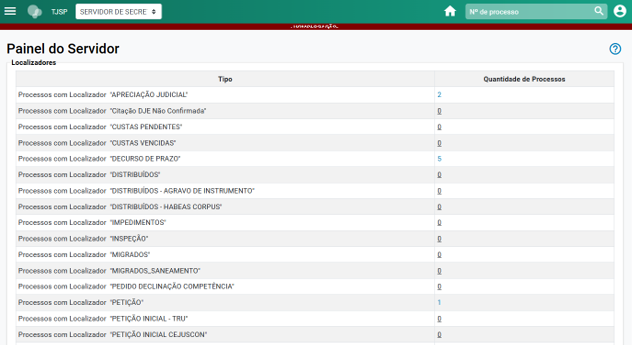 TJSP
SERVIDOR DE SECRE
Nº de processo
Painel do Servidor
Localizadores
Tipo Quantidade de Processos
Processos com Localizador "APRECIAÇÃO JUDICIAL" 2
Processos com Localizador "Citação DJE Não Confirmada" 0
Processos com Localizador "CUSTAS PENDENTES" 0
Processos com Localizador "CUSTAS VENCIDAS" 0
Processos com Localizador "DECURSO DE PRAZO" 5
Processos com Localizador "DISTRIBUÍDOS" 0
Processos com Localizador "DISTRIBUÍDOS - AGRAVO DE INSTRUMENTO" 0
Processos com Localizador "DISTRIBUÍDOS - HABEAS CORPUS" 0
Processos com Localizador "IMPEDIMENTOS" 0
Processos com Localizador "INSPEÇÃO" 0
Processos com Localizador "MIGRADOS" 0
Processos com Localizador "MIGRADOS_SANEAMENTO" 0
Processos com Localizador "PEDIDO DECLINAÇÃO COMPETÊNCIA" 0
Processos com Localizador "PETIÇÃO" 1
Processos com Localizador "PETIÇÃO INICIAL - TRU" 0
Processos com Localizador "PETIÇÃO INICIAL CEJUSCON" 0